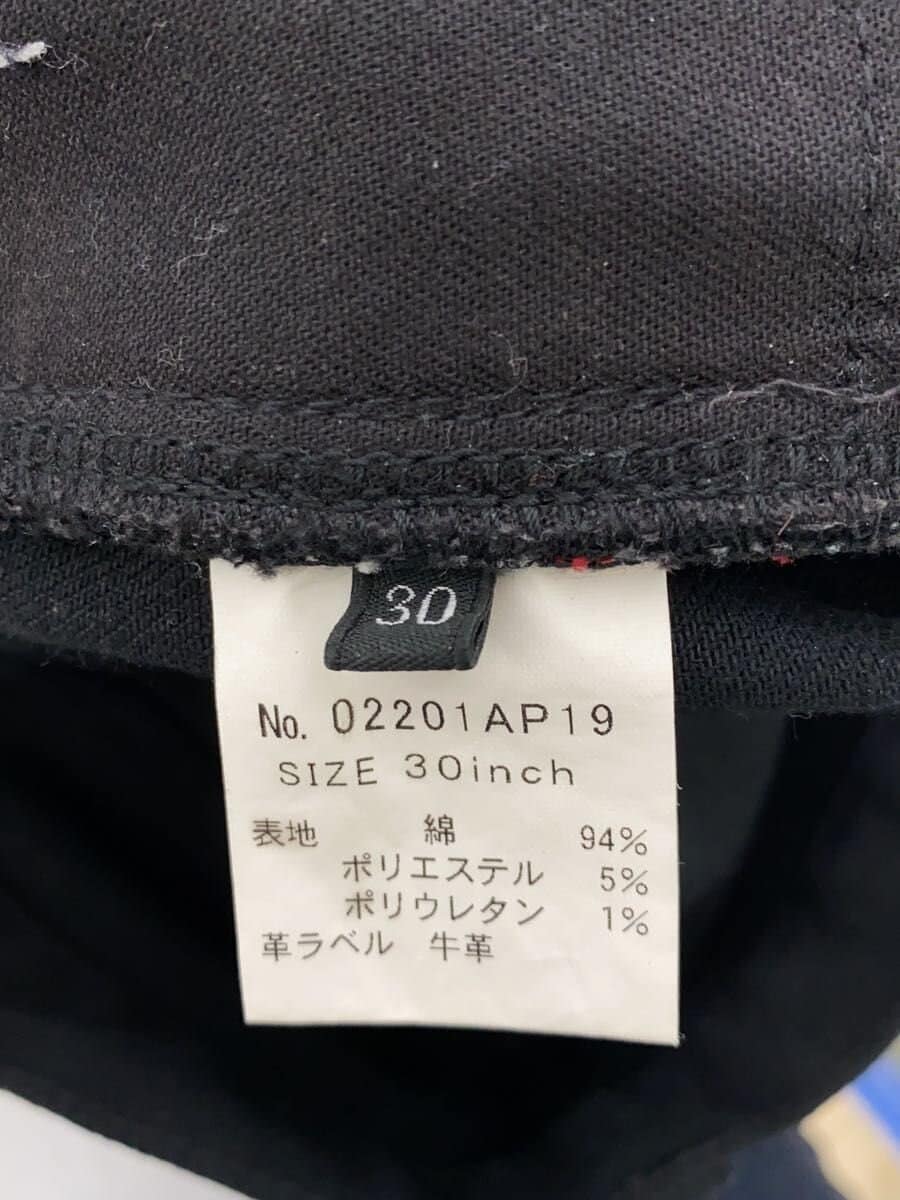 30
No. 02201AP19
SIZE 30inch
表地 綿 94%
ポリエステル 5%
ポリウレタン 1%
革ラベル 牛革